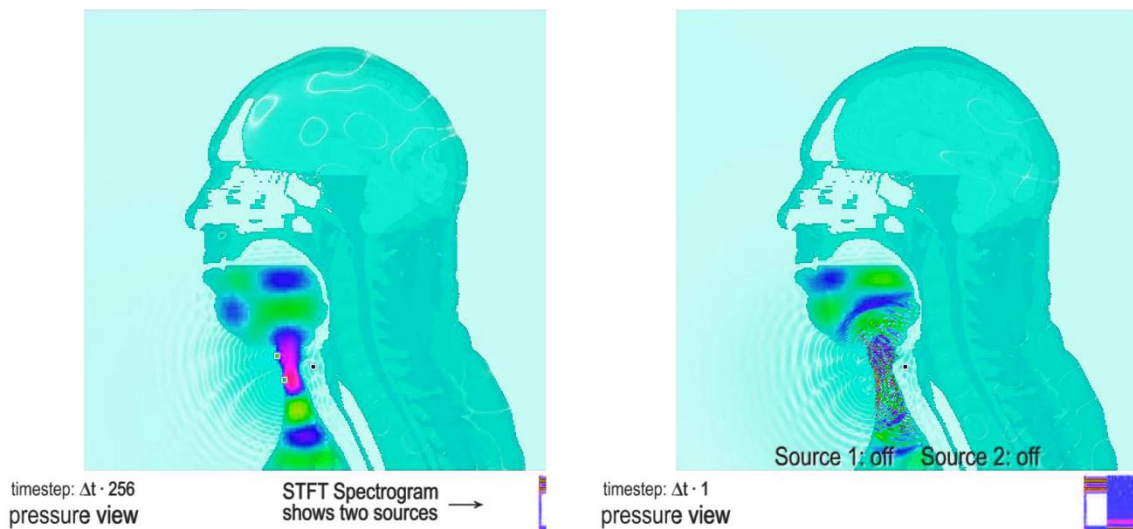 timestep: Δt · 256
pressure view
STFT Spectrogram
shows two sources
Source 1: off Source 2: off
timestep: Δt · 1
pressure view